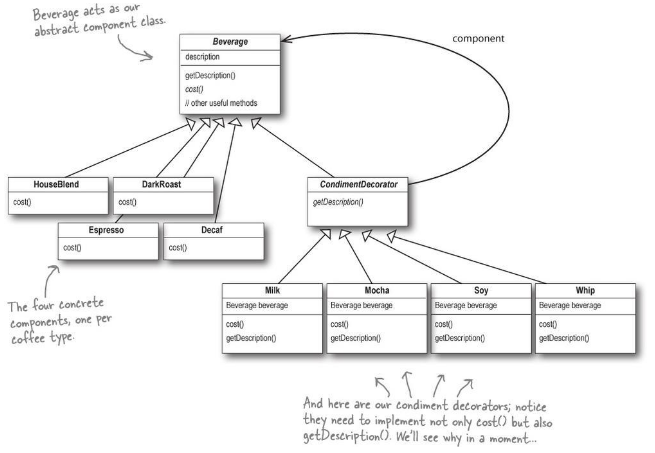 Beverage acts as our
abstract component class.
Beverage
description
getDescription()
cost()
// other useful methods
component
HouseBlend
cost()
DarkRoast
cost()
Espresso
cost()
Decaf
cost()
CondimentDecorator
getDescription()
The four concrete
components, one per
coffee type.
Milk
Beverage beverage
cost()
getDescription()
Mocha
Beverage beverage
cost()
getDescription()
Soy
Beverage beverage
cost()
getDescription()
Whip
Beverage beverage
cost()
getDescription()
And here are our condiment decorators; notice
they need to implement not only cost() but also
getDescription(). We'll see why in a moment...